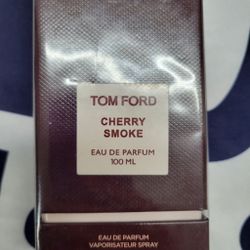 TOM FORD
CHERRY
SMOKE
EAU DE PARFUM
100 ML
EAU DE PARFUM
VAPORISATEUR SPRAY